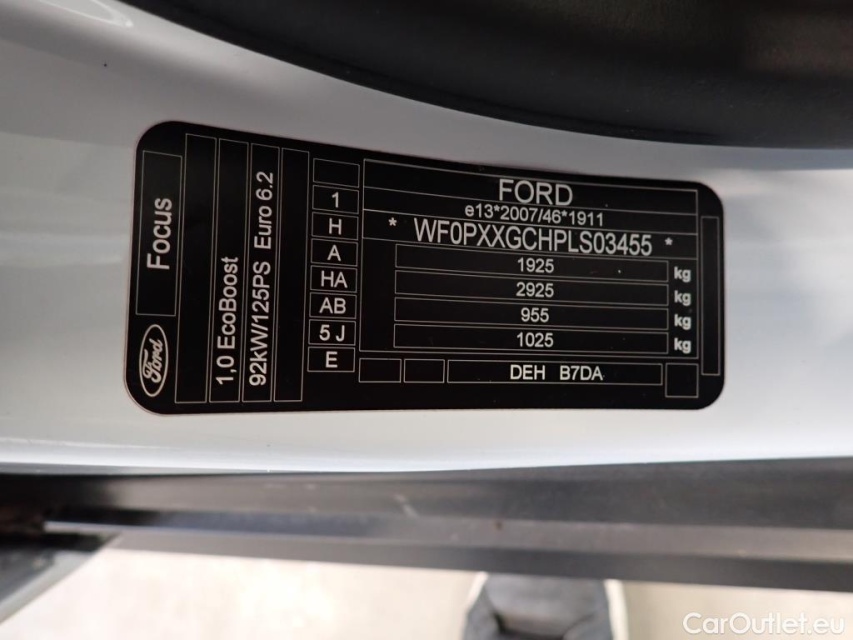 Focus
Ford
1,0 EcoBoost
92kW/125PS Euro 6.2
1
H
A
HA
AB
5 J
E
FORD
e13*2007/46*1911
* WF0PXXGCHPLS03455 *
1925 kg
2925 kg
955 kg
1025 kg
DEH B7DA
CarOutlet.eu